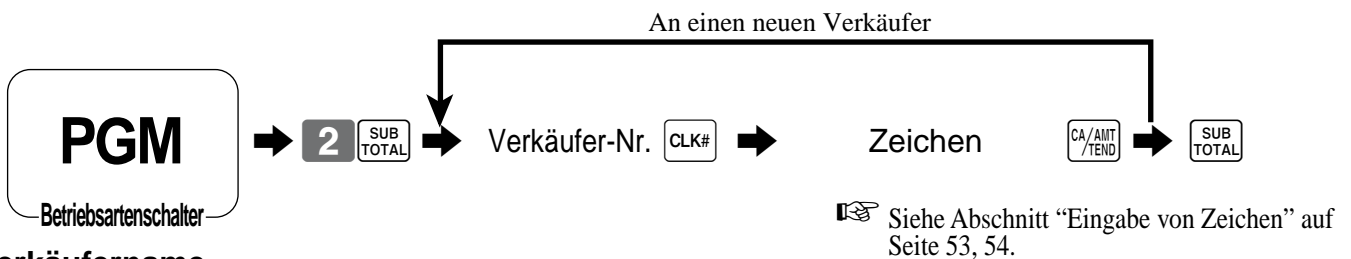 An einen neuen Verkäufer
PGM 2 SUB TOTAL Verkäufer-Nr. CLK# Zeichen CA/AMT TEND SUB TOTAL
Betriebsartenschalter
Siehe Abschnitt “Eingabe von Zeichen” auf
Seite 53, 54.